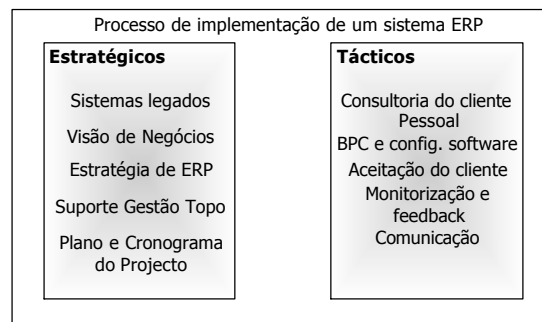 Processo de implementação de um sistema ERP
Estratégicos
Sistemas legados
Visão de Negócios
Estratégia de ERP
Suporte Gestão Topo
Plano e Cronograma
do Projecto
Tácticos
Consultoria do cliente
Pessoal
BPC e config. software
Aceitação do cliente
Monitorização e
feedback
Comunicação